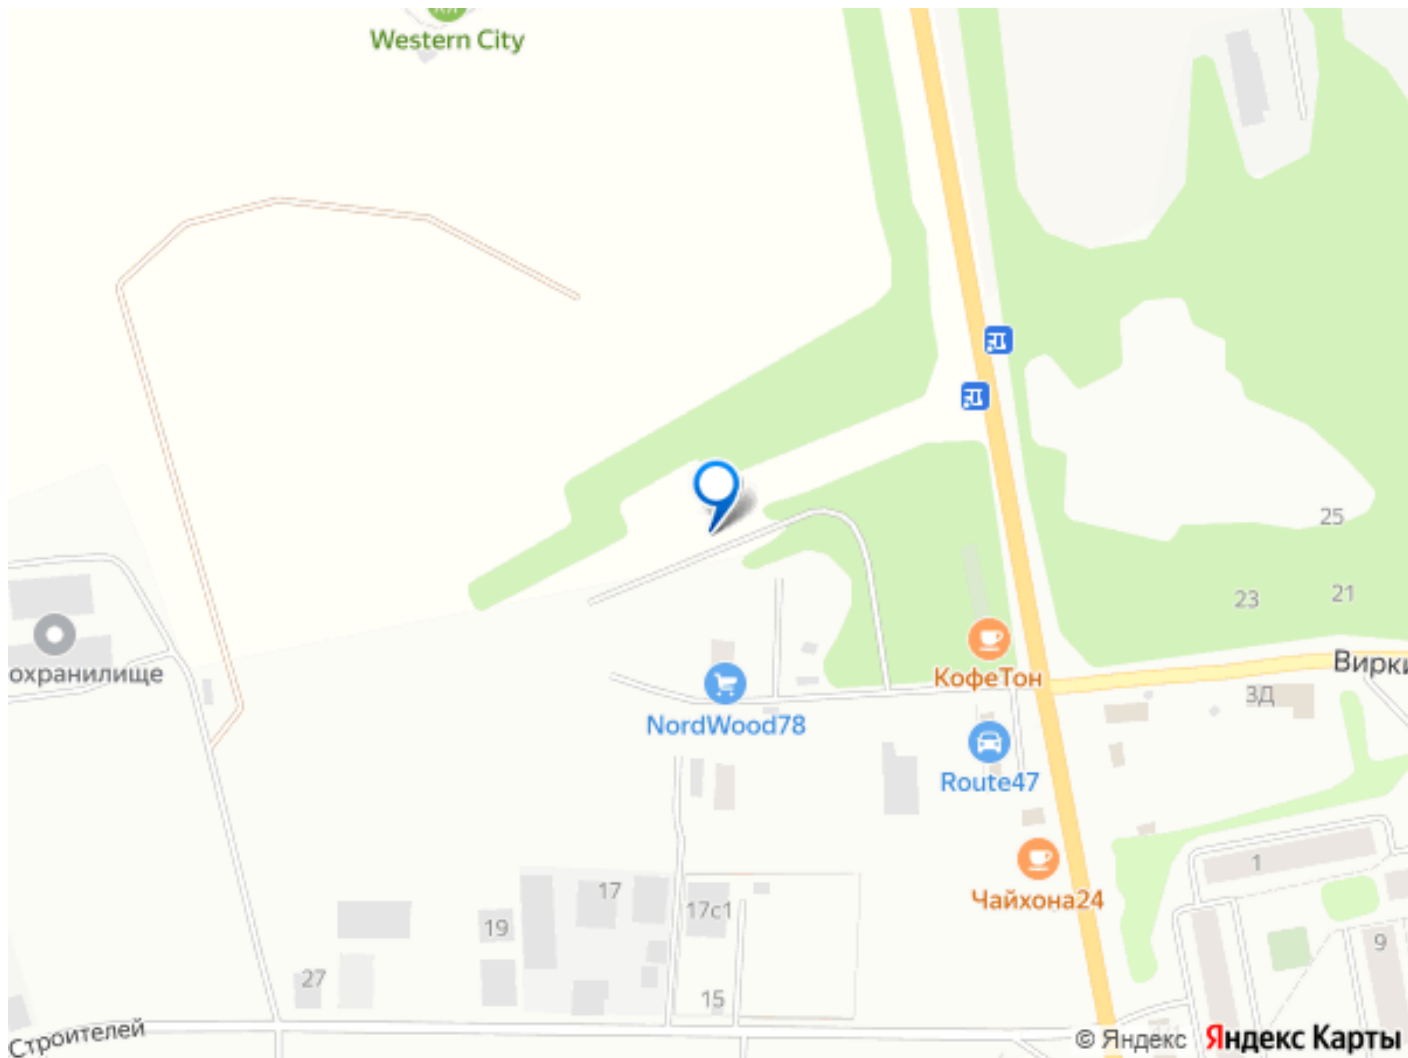 Western City
25
23
21
Вирки
охранилище
КофеТон
3Д
NordWood78
Route47
1
Чайхона24
17
17с1
19
9
27
15
Строителей
© Яндекс Яндекс Карты